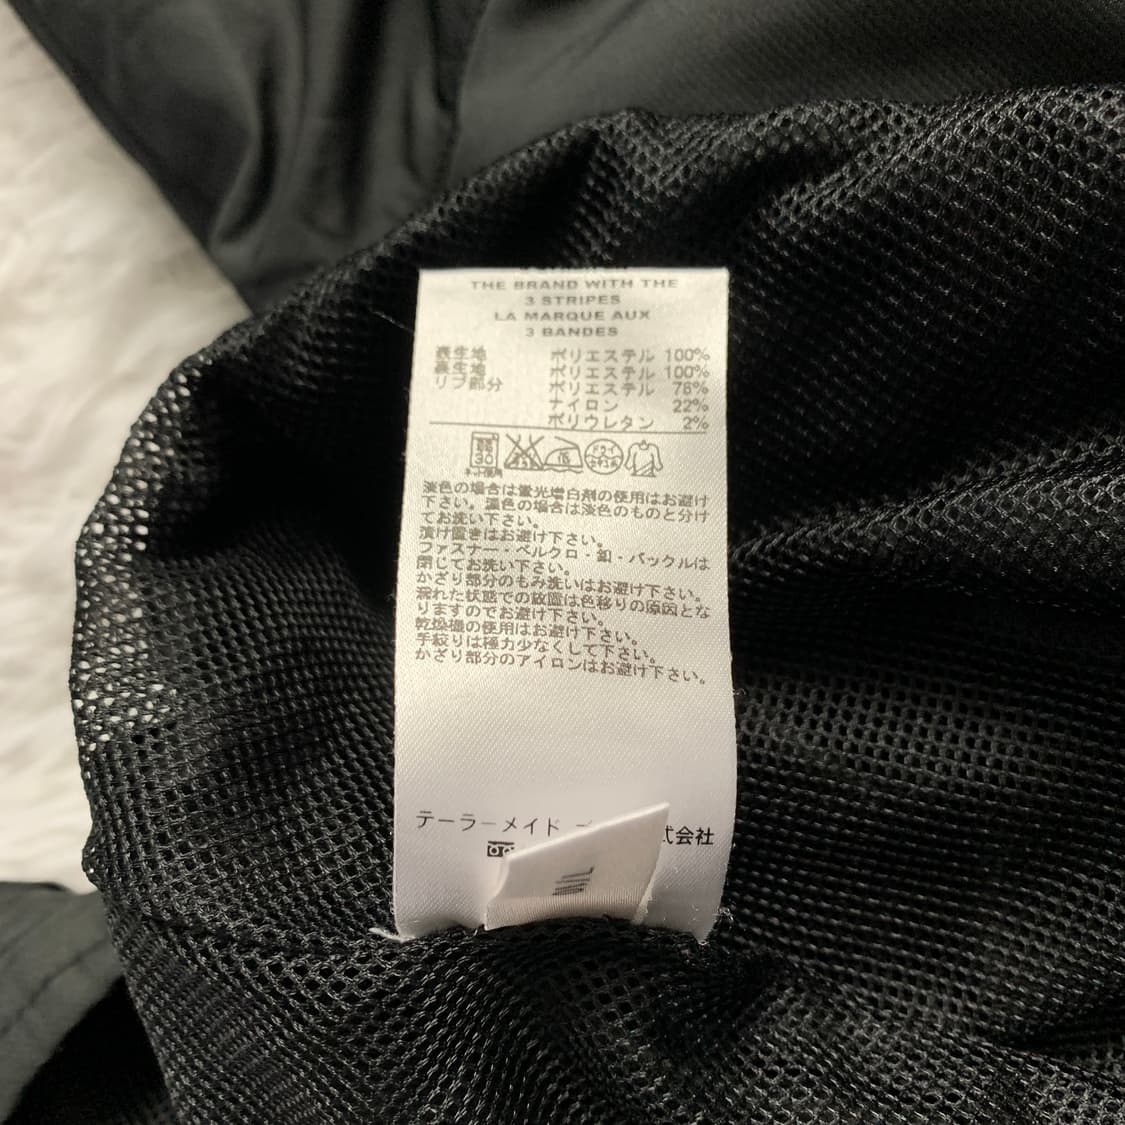 THE BRAND WITH THE
3 STRIPES
LA MARQUE AUX
3 BANDES
表生地 ポリエステル 100%
裏生地 ポリエステル 100%
リブ部分 ポリエステル 76%
ナイロン 22%
ポリウレタン 2%
30
ネット使用
淡色の場合は蛍光増白剤の使用はお避け
下さい。濃色の場合は淡色のものと分け
てお洗い下さい。
漬け置きはお避け下さい。
ファスナー・ベルクロ・釦・バックルは
閉じてお洗い下さい。
かざり部分のもみ洗いはお避け下さい。
濡れた状態での放置は色移りの原因とな
りますのでお避け下さい。
乾燥機の使用はお避け下さい。
手絞りは極力少なくして下さい。
かざり部分のアイロンはお避け下さい。
テーラーメイド 式会社